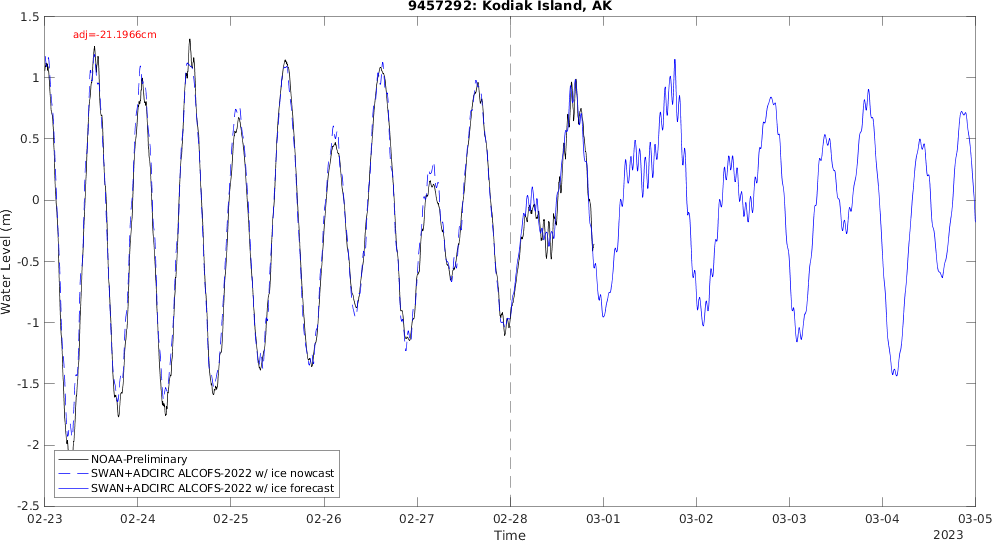 9457292: Kodiak Island, AK
adj=-21.1966cm
1.5
1
0.5
0
-0.5
-1
-1.5
-2
-2.5
Water Level (m)
NOAA-Preliminary
SWAN+ADCIRC ALCOFS-2022 w/ ice nowcast
SWAN+ADCIRC ALCOFS-2022 w/ ice forecast
02-23 02-24 02-25 02-26 02-27 02-28 03-01 03-02 03-03 03-04 03-05
Time
2023